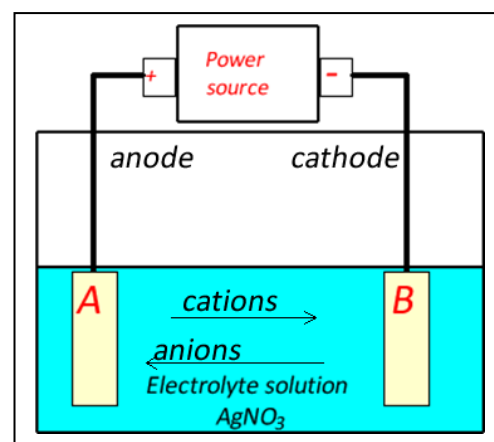 +
Power
source
-
anode
cathode
A
cations
B
anions
Electrolyte solution
AgNO₃